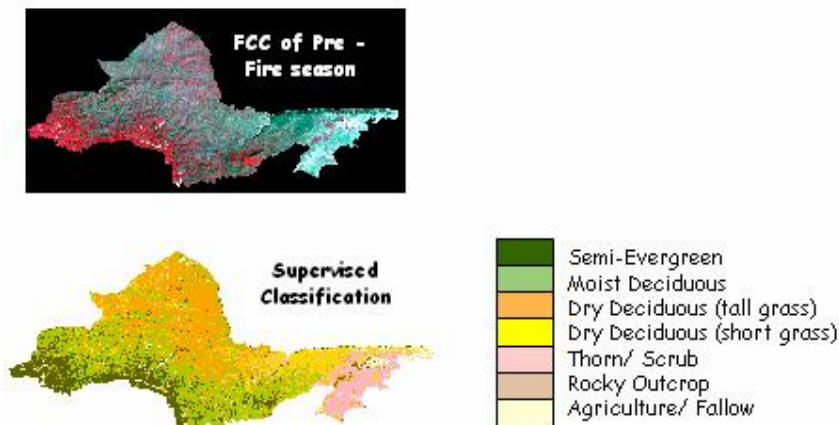 FCC of Pre -
Fire season
Supervised
Classification
Semi-Evergreen
Moist Deciduous
Dry Deciduous (tall grass)
Dry Deciduous (short grass)
Thorn/ Scrub
Rocky Outcrop
Agriculture/ Fallow